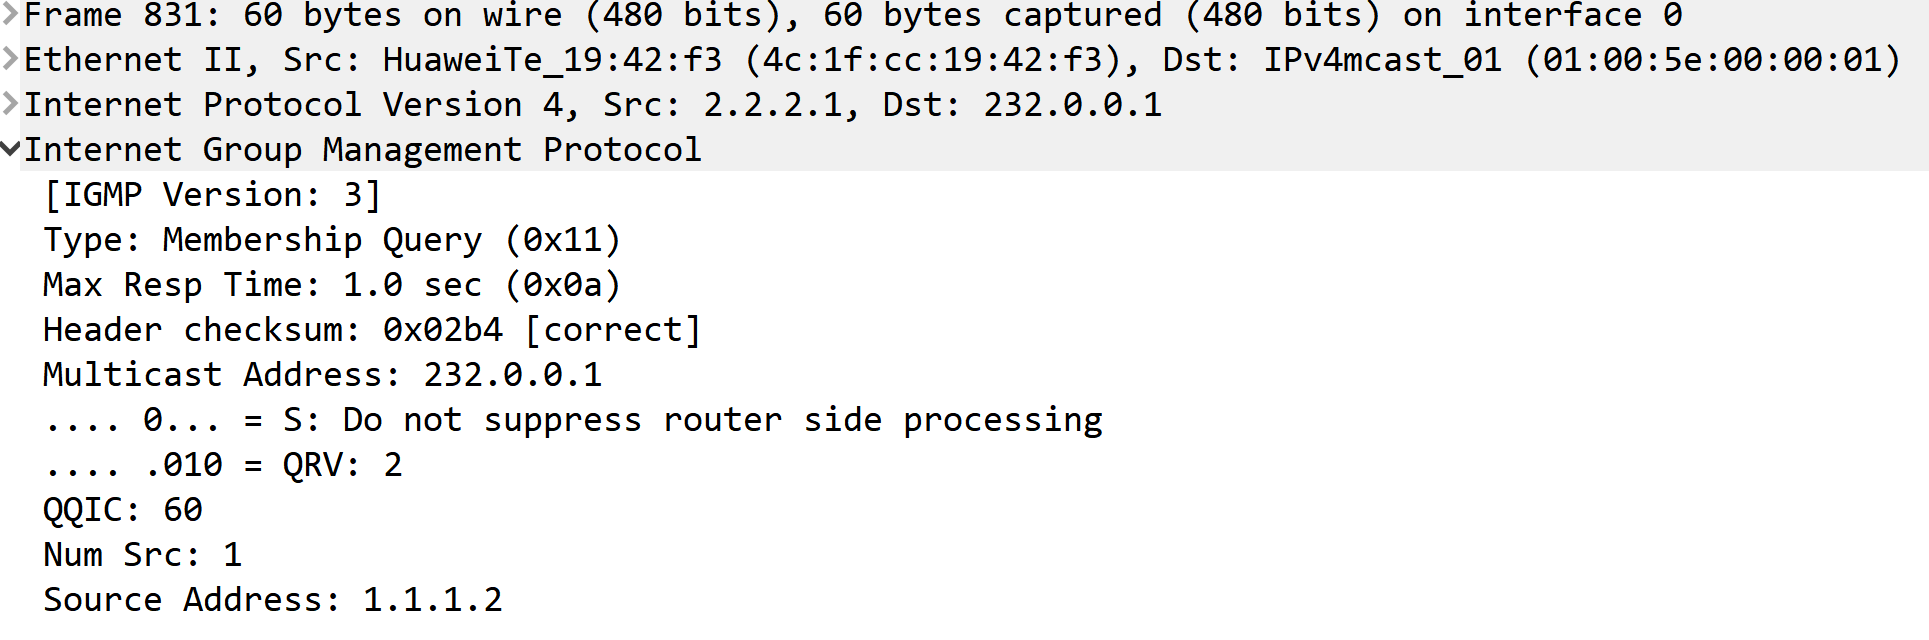 Frame 831: 60 bytes on wire (480 bits), 60 bytes captured (480 bits) on interface 0
Ethernet II, Src: HuaweiTe_19:42:f3 (4c:1f:cc:19:42:f3), Dst: IPv4mcast_01 (01:00:5e:00:00:01)
Internet Protocol Version 4, Src: 2.2.2.1, Dst: 232.0.0.1
Internet Group Management Protocol
[IGMP Version: 3]
Type: Membership Query (0x11)
Max Resp Time: 1.0 sec (0x0a)
Header checksum: 0x02b4 [correct]
Multicast Address: 232.0.0.1
.... 0... = S: Do not suppress router side processing
.... .010 = QRV: 2
QQIC: 60
Num Src: 1
Source Address: 1.1.1.2